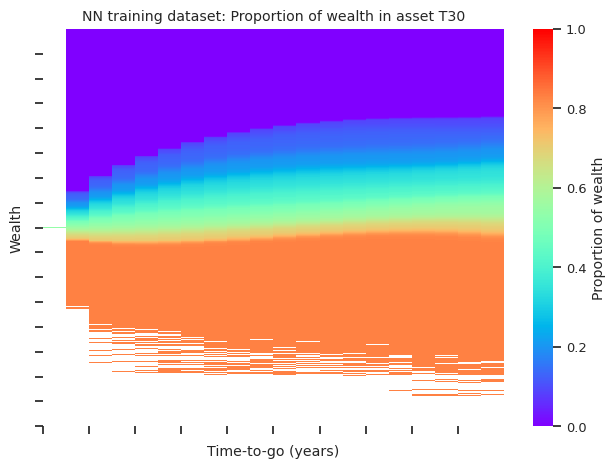 NN training dataset: Proportion of wealth in asset T30
Wealth
Time-to-go (years)
1.0
0.8
0.6
0.4
0.2
0.0
Proportion of wealth